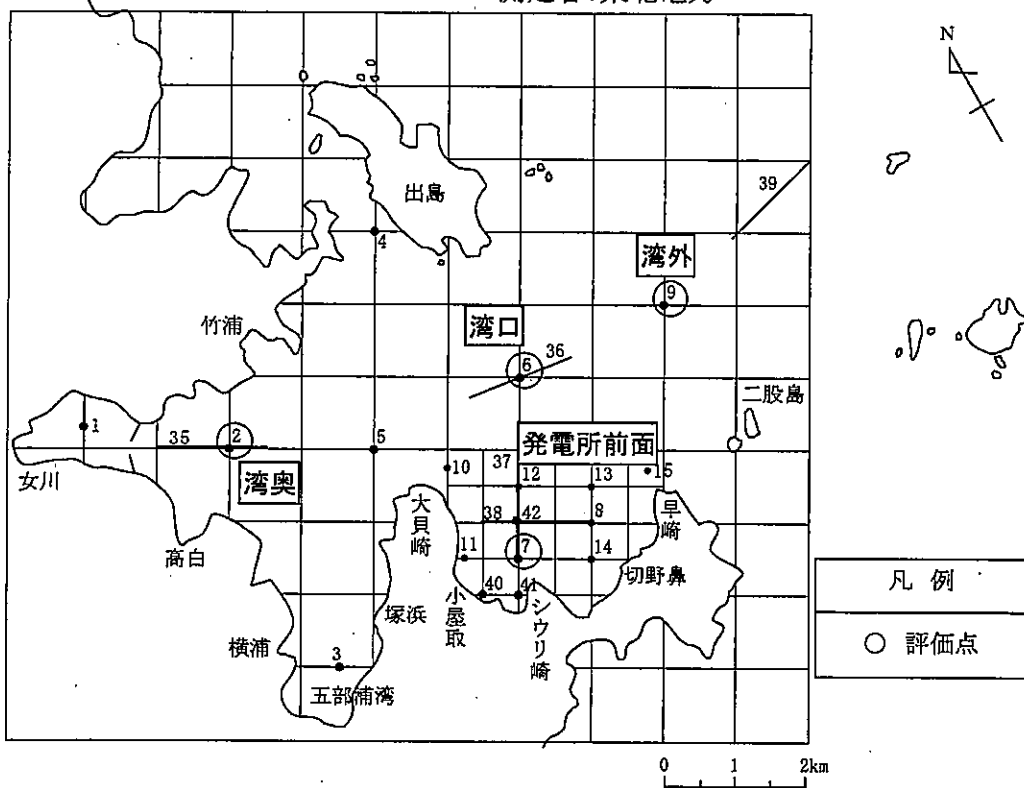 N
出島
39
4
湾外
9
竹浦
湾口
36
6
二股島
1
35
2
5
発電所前面
37
10
12
13
15
女川
湾奥
大貝崎
38
42
8
早崎
高白
11
7
14
切野鼻
40
41
小屋取
シウリ崎
塚浜
横浦
3
五部浦湾
凡例
○ 評価点
0 1 2km